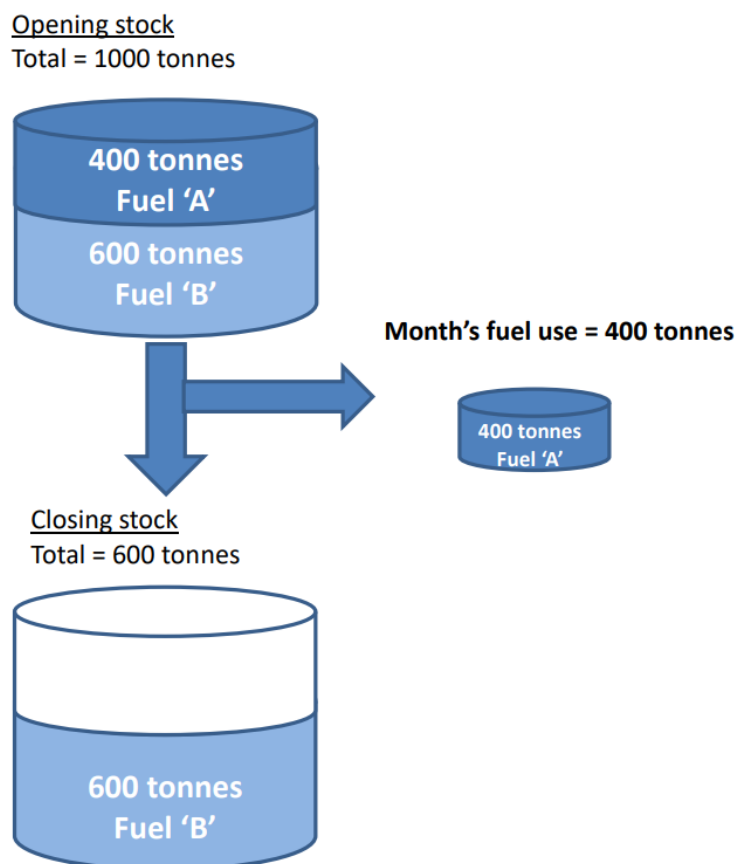 Opening stock
Total = 1000 tonnes
400 tonnes
Fuel ‘A’
600 tonnes
Fuel ‘B’
Month’s fuel use = 400 tonnes
400 tonnes
Fuel ‘A’
Closing stock
Total = 600 tonnes
600 tonnes
Fuel ‘B’